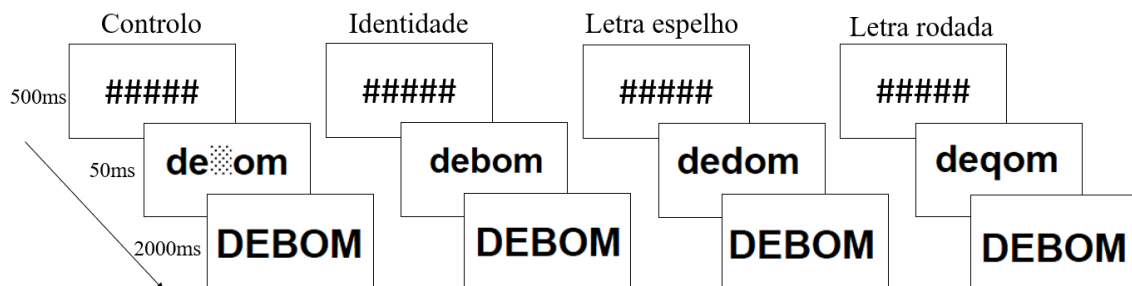 Controlo Identidade Letra espelho Letra rodada
500ms ##### ##### ##### #####
50ms de░om debom dedom deqom
2000ms DEBOM DEBOM DEBOM DEBOM